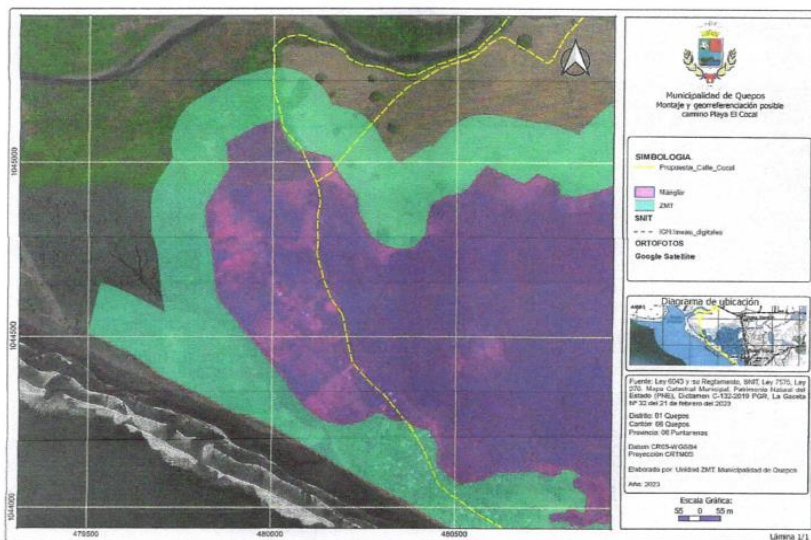 Municipalidad de Quepos
Montaje y georreferenciación posible
camino Playa El Cocal
SIMBOLOGIA
Propuesta_Calle_Cocal
Manglar
ZMT
SNIT
IGN:lineas_digitales
ORTOFOTOS
Google Satellite
Diagrama de ubicación
Fuente: Ley 6043 y su Reglamento, SNIT, Ley 7575, Ley
Mapa Catastral Municipal, Patrimonio Natural del
Estado (PNE), Dictamen C-132-2019 PGR, La Gaceta
Nº 32 del 21 de febrero del 2023
Distrito: 01 Quepos
Cantón: 06 Quepos
Provincia: 06 Puntarenas
Datum CR05-WGS84
Proyección CRTM05
Elaborado por: Unidad ZMT, Municipalidad de Quepos
Año: 2023
Escala Gráfica:
55 0 55 m
Lámina 1/1
1045000
1044500
1044000
479500
480000
480500